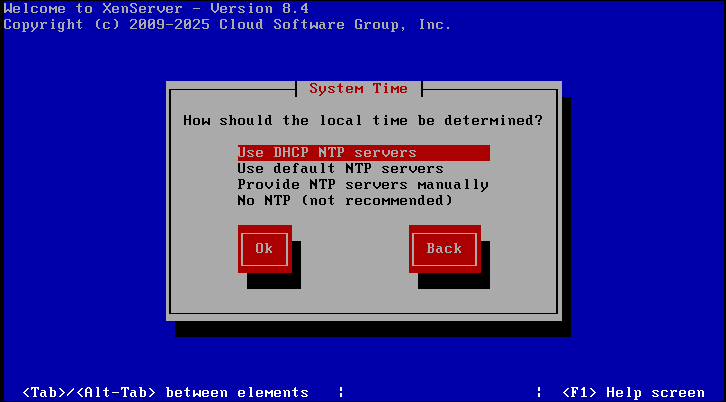 Welcome to XenServer - Version 8.4
Copyright (c) 2009-2025 Cloud Software Group, Inc.
System Time
How should the local time be determined?
Use DHCP NTP servers
Use default NTP servers
Provide NTP servers manually
No NTP (not recommended)
Ok Back
<Tab>/<Alt-Tab> between elements | | <F1> Help screen